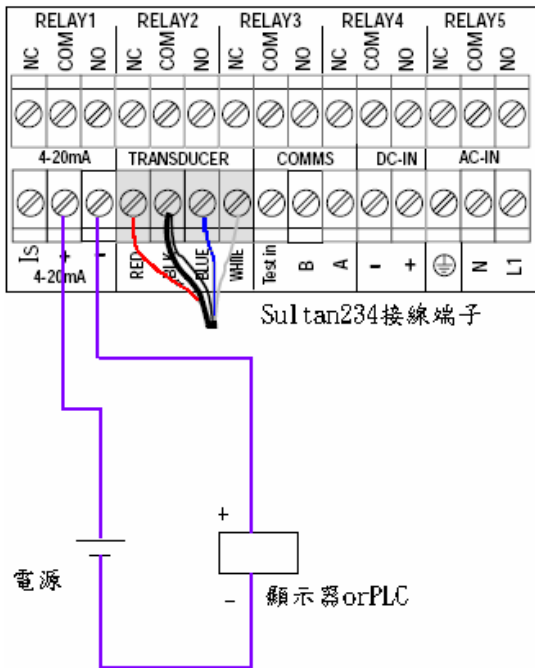 RELAY1 RELAY2 RELAY3 RELAY4 RELAY5
NC COM NO NC COM NO NC COM NO NC COM NO NC COM NO
4-20mA TRANSDUCER COMMS DC-IN AC-IN
IS + - RED BLK BLUE WHITE Test in B A - + N L1
4-20mA
Sultan234接線端子
+
電源
顯示器orPLC
-